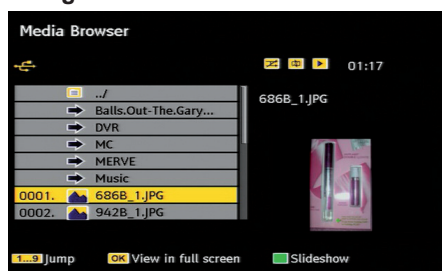 Media Browser
01:17
../
686B_1.JPG
Balls.Out-The.Gary...
DVR
MC
MERVE
Music
0001. 686B_1.JPG
0002. 942B_1.JPG
1...9 Jump OK View in full screen Slideshow